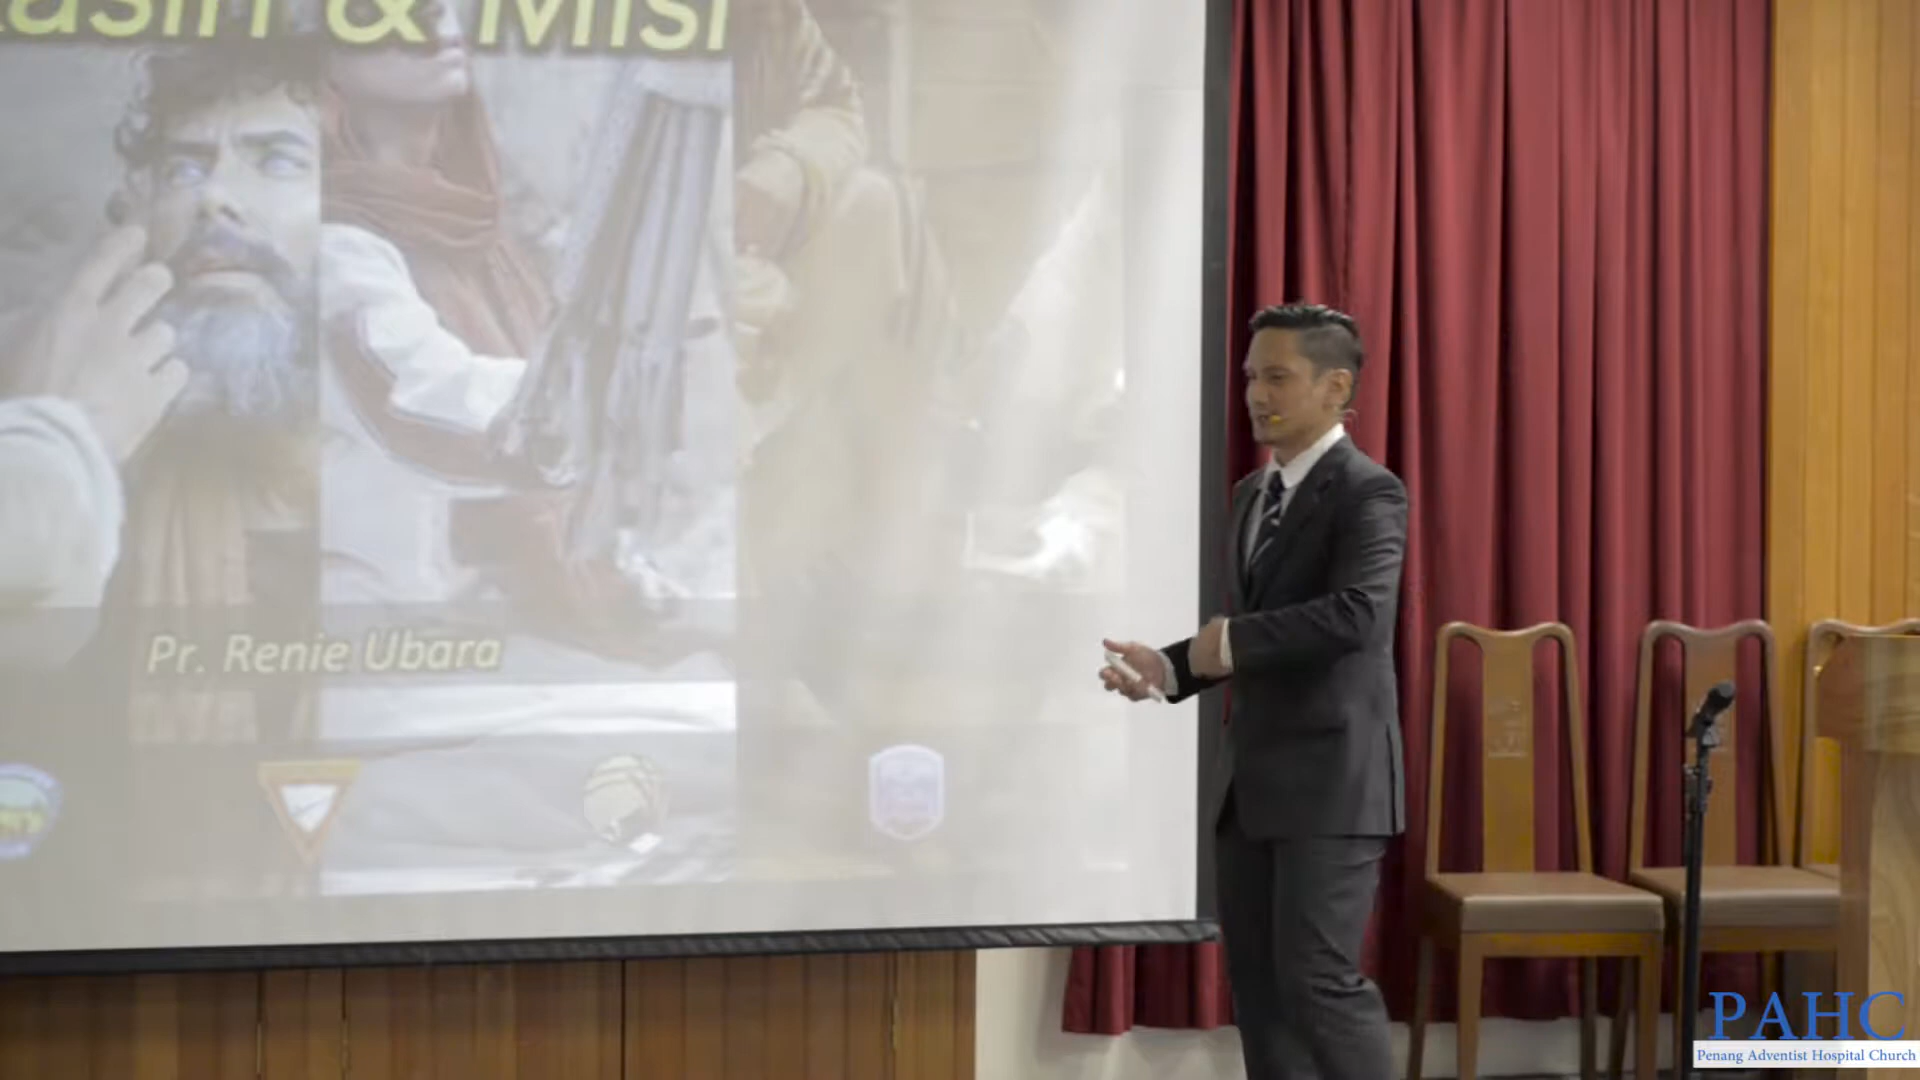 & Misi
Pr. Renie Ubara
PAHC
Penang Adventist Hospital Church